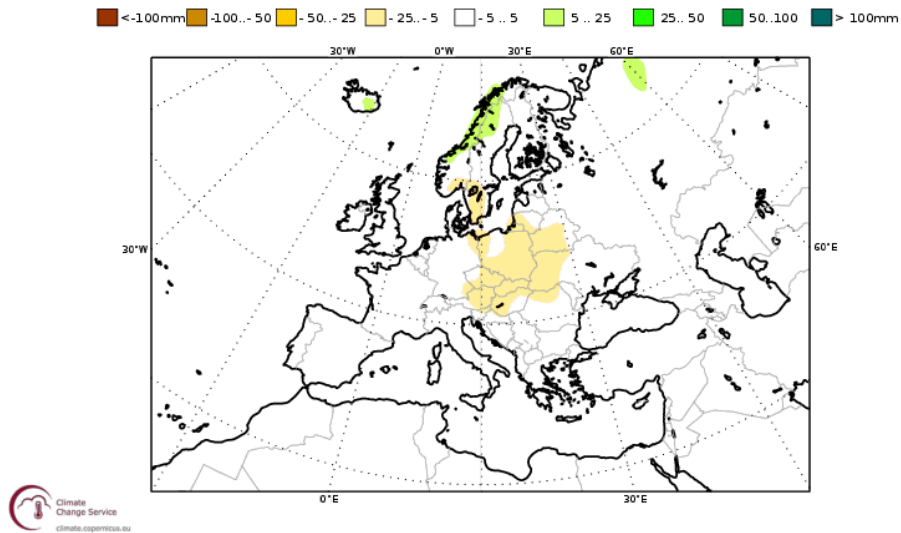 <-100mm -100..- 50 - 50..- 25 - 25..- 5 - 5 .. 5 5 .. 25 25.. 50 50..100 > 100mm
30°W 0°W 30°E 60°E
30°W 60°E
0°E 30°E
Climate
Change Service
climate.copernicus.eu